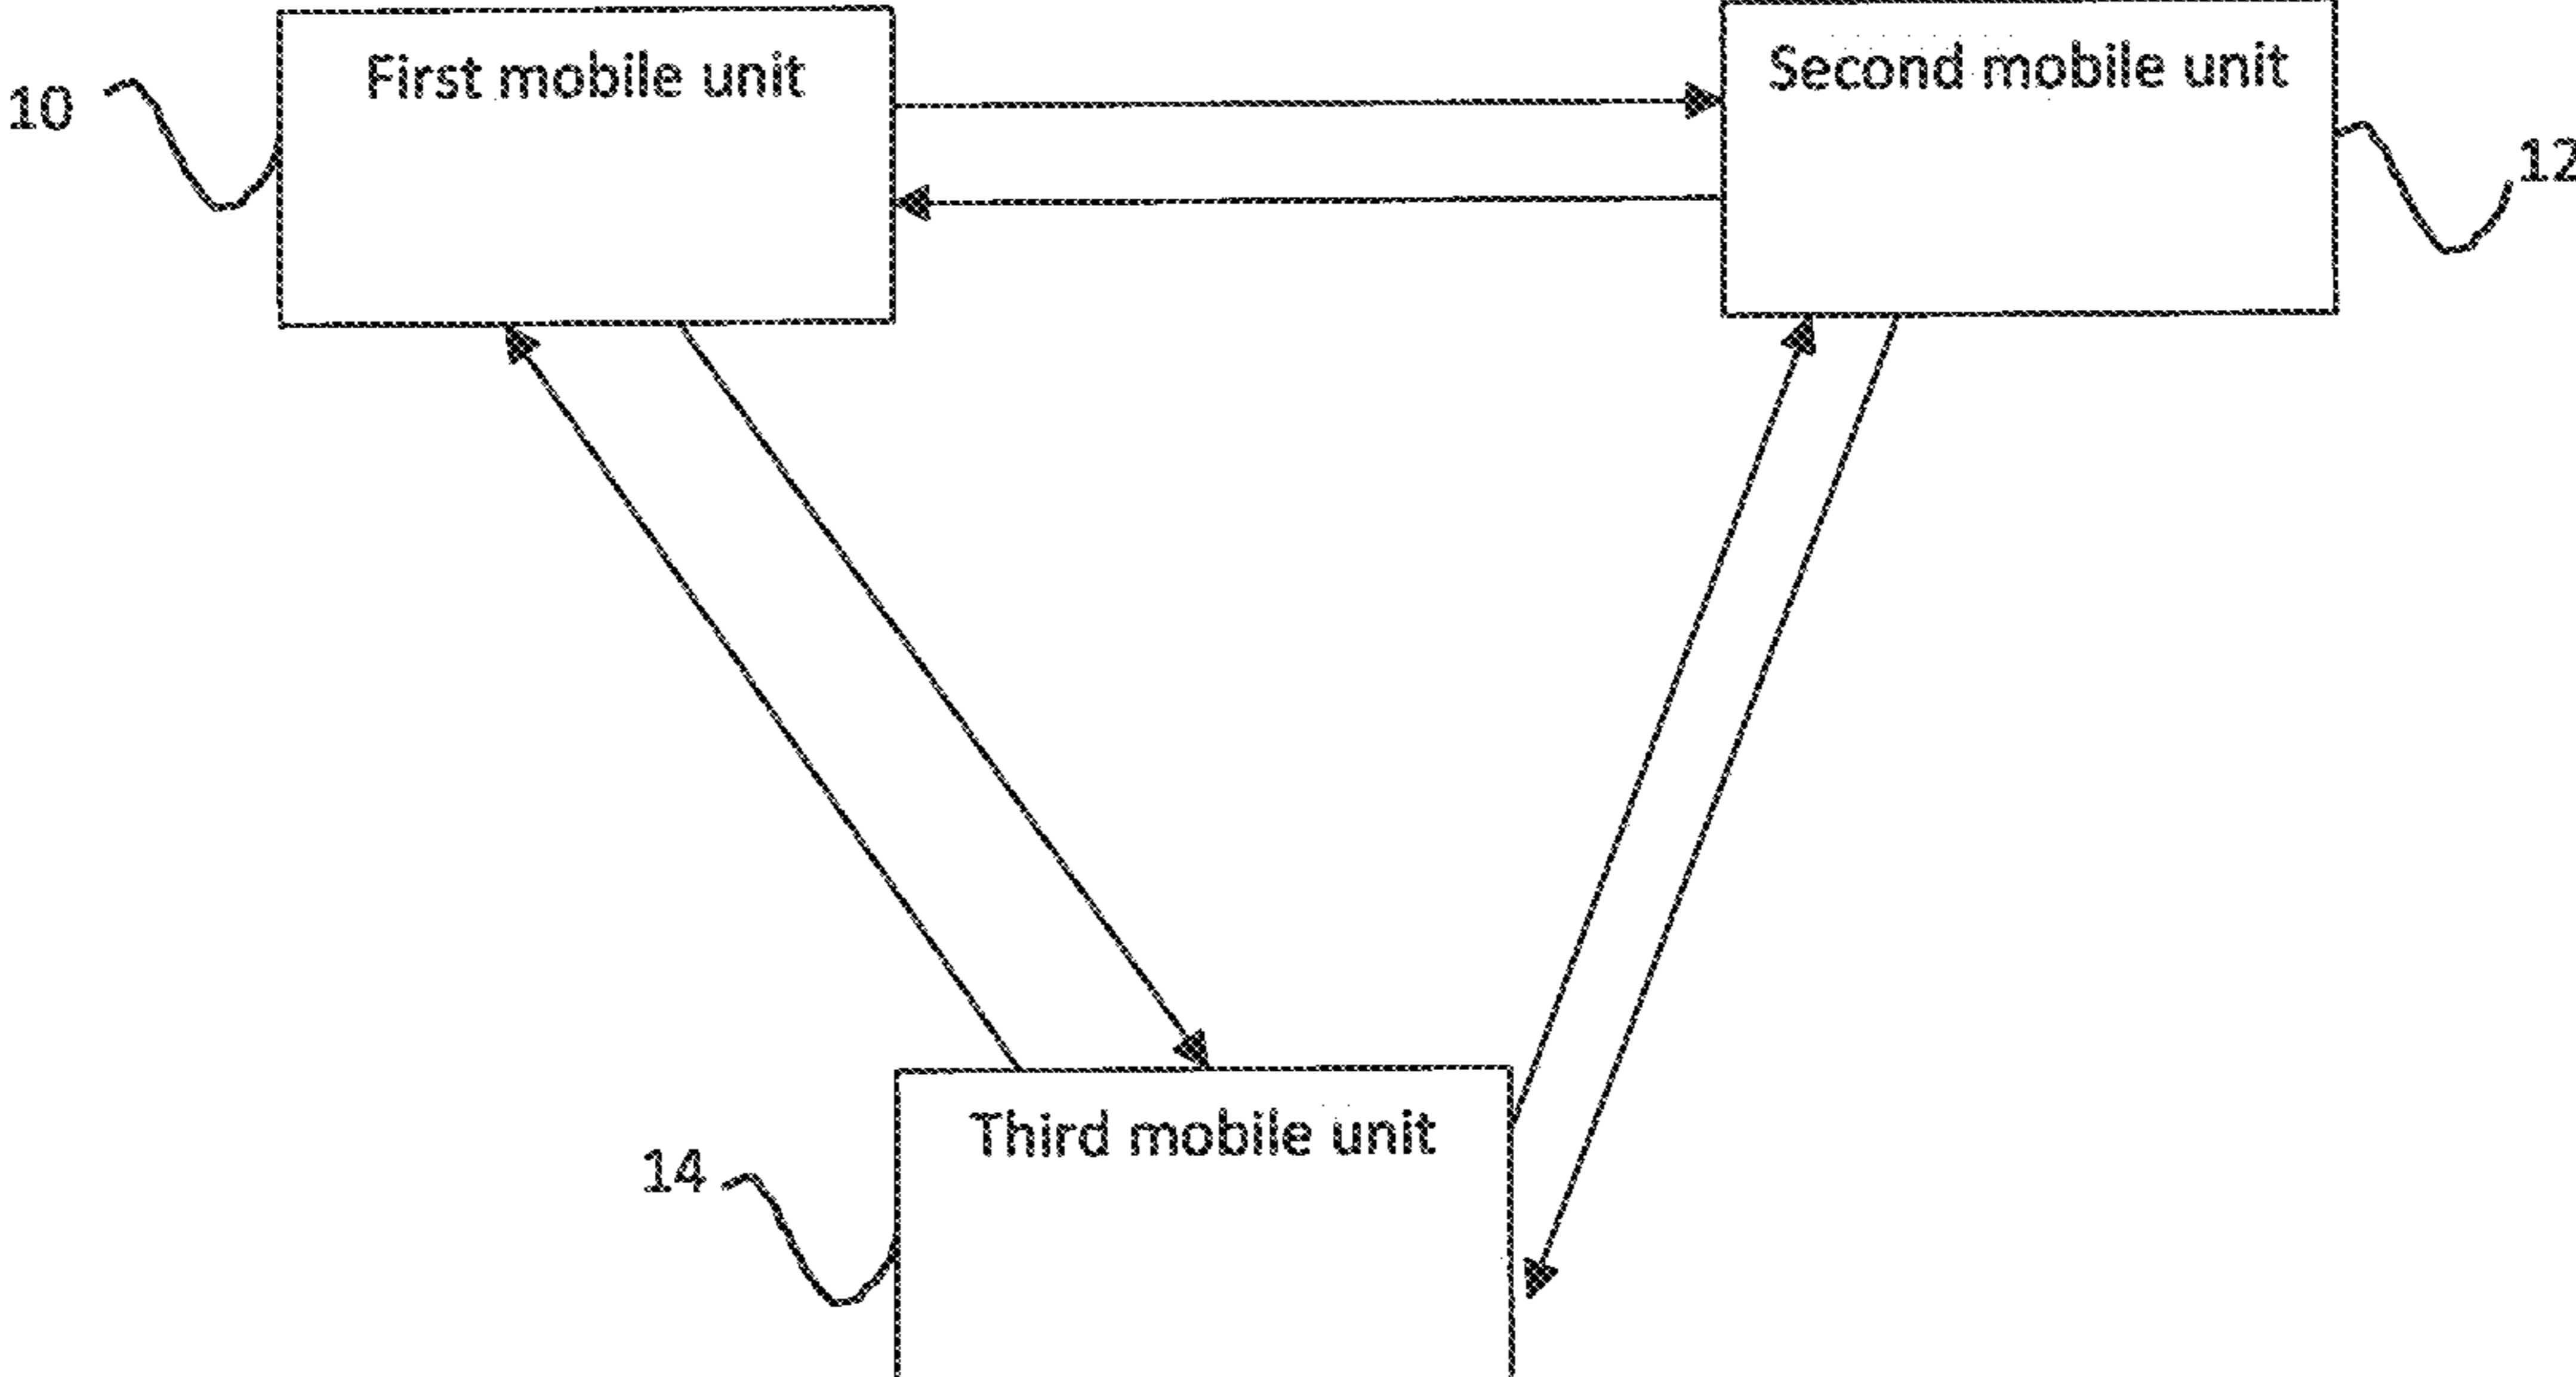 First mobile unit
Second mobile unit
10
12
Third mobile unit
14